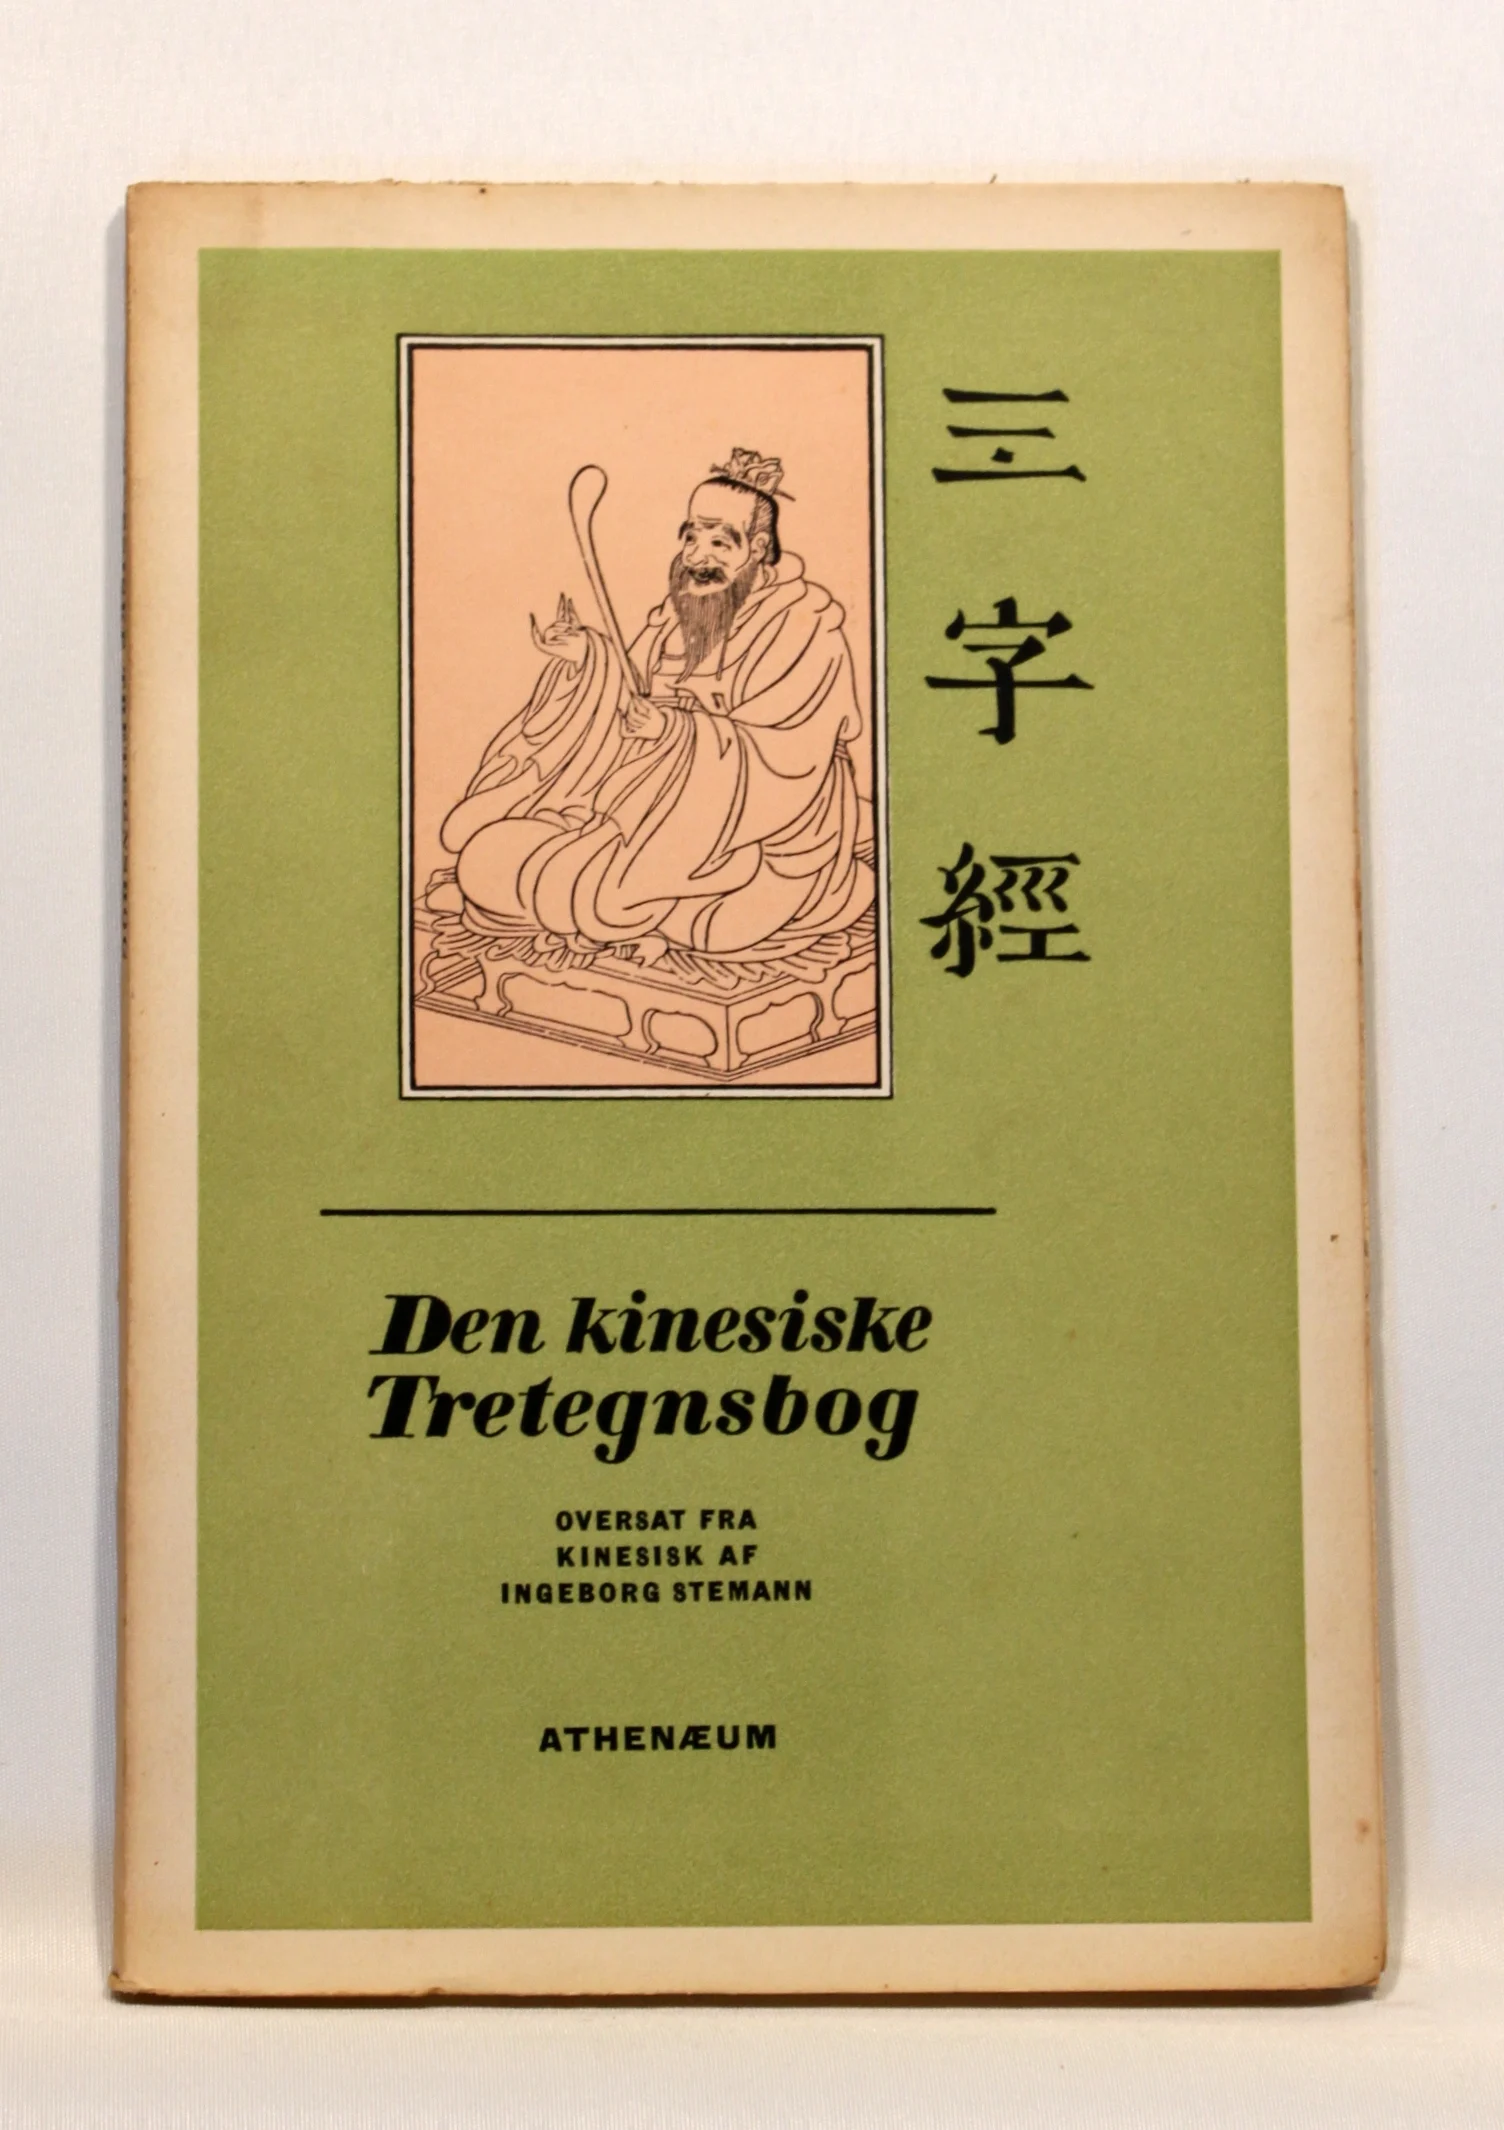 三字經
Den kinesiske
Tretegnsbog
OVERSAT FRA
KINESISK AF
INGEBORG STEMANN
ATHENÆUM